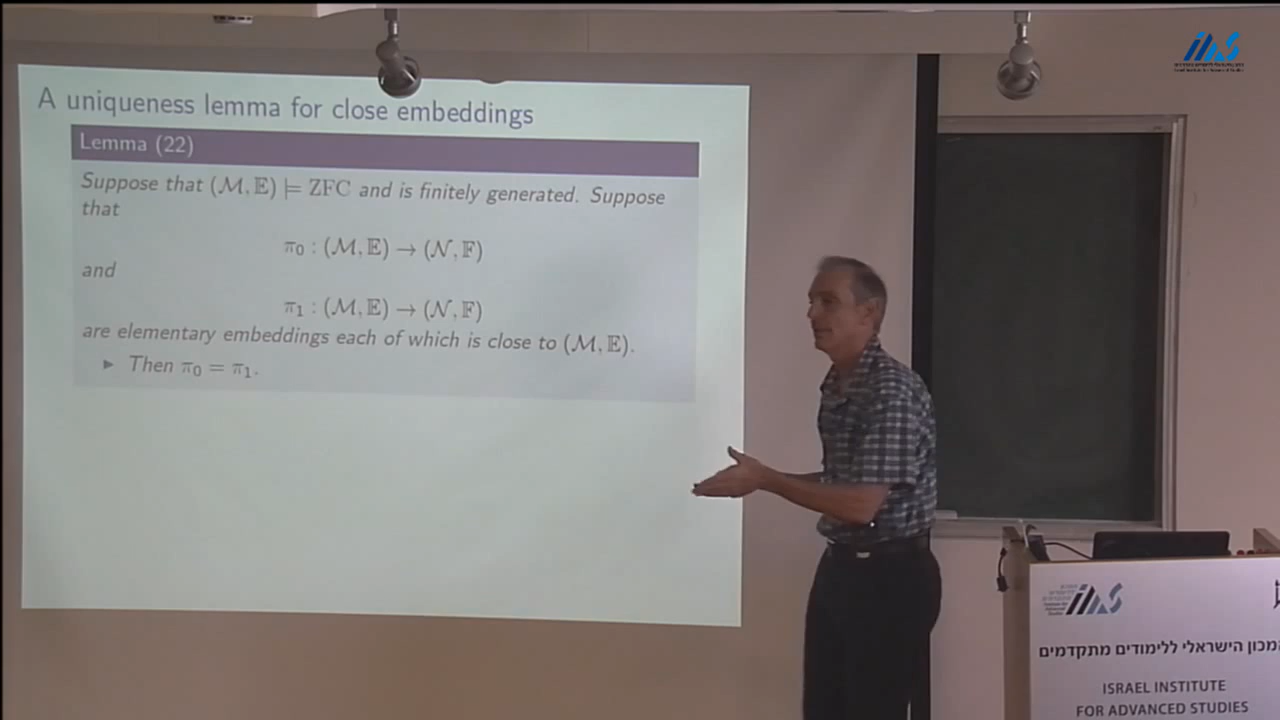 A uniqueness lemma for close embeddings
Lemma (22)
Suppose that (ℳ, 𝔼) ⊨ ZFC and is finitely generated. Suppose
that
π₀ : (ℳ, 𝔼) → (𝒩, 𝔽)
and
π₁ : (ℳ, 𝔼) → (𝒩, 𝔽)
are elementary embeddings each of which is close to (ℳ, 𝔼).
▶ Then π₀ = π₁.
IIAS
IIAS
המכון הישראלי ללימודים מתקדמים
ISRAEL INSTITUTE
FOR ADVANCED STUDIES